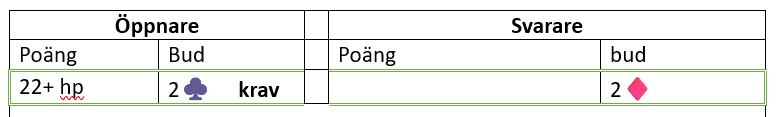 Öppnare Svarare
Poäng Bud Poäng bud
22+ hp 2 ♣ krav 2 ♦